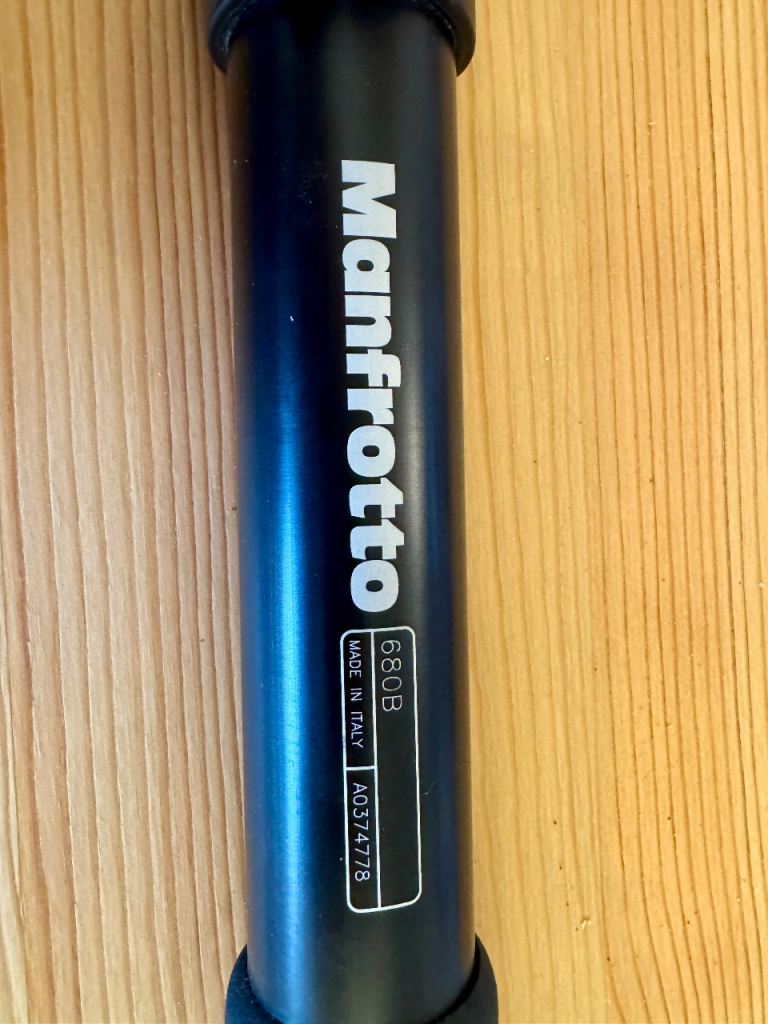 Manfrotto
680B
MADE IN ITALY
A0374778